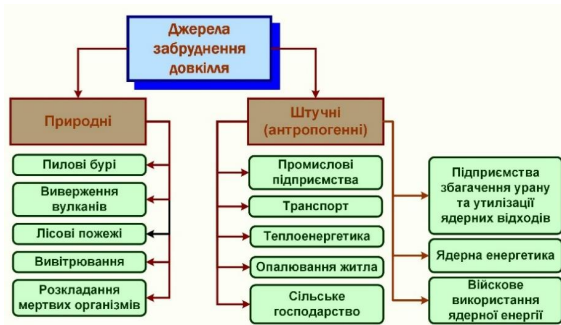 Джерела
забруднення
довкілля
Природні
Штучні
(антропогенні)
Пилові бурі
Виверження
вулканів
Лісові пожежі
Вивітрювання
Розкладання
мертвих організмів
Промислові
підприємства
Транспорт
Теплоенергетика
Опалювання житла
Сільське
господарство
Підприємства
збагачення урану
та утилізації
ядерних відходів
Ядерна енергетика
Війскове
використання
ядерної енергії